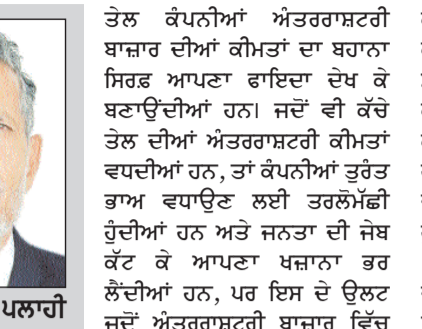 ਤੇਲ ਕੰਪਨੀਆਂ ਅੰਤਰਰਾਸ਼ਟਰੀ
ਬਾਜ਼ਾਰ ਦੀਆਂ ਕੀਮਤਾਂ ਦਾ ਬਹਾਨਾ
ਸਿਰਫ਼ ਆਪਣਾ ਫਾਇਦਾ ਦੇਖ ਕੇ
ਬਣਾਉਂਦੀਆਂ ਹਨ। ਜਦੋਂ ਵੀ ਕੱਚੇ
ਤੇਲ ਦੀਆਂ ਅੰਤਰਰਾਸ਼ਟਰੀ ਕੀਮਤਾਂ
ਵਧਦੀਆਂ ਹਨ, ਤਾਂ ਕੰਪਨੀਆਂ ਤੁਰੰਤ
ਭਾਅ ਵਧਾਉਣ ਲਈ ਤਰਲੋਮੱਛੀ
ਹੁੰਦੀਆਂ ਹਨ ਅਤੇ ਜਨਤਾ ਦੀ ਜੇਬ
ਕੱਟ ਕੇ ਆਪਣਾ ਖਜ਼ਾਨਾ ਭਰ
ਲੈਂਦੀਆਂ ਹਨ, ਪਰ ਇਸ ਦੇ ਉਲਟ
ਜਦੋਂ ਅੰਤਰਰਾਸ਼ਟਰੀ ਬਾਜ਼ਾਰ ਵਿੱਚ
ਪਲਾਹੀ